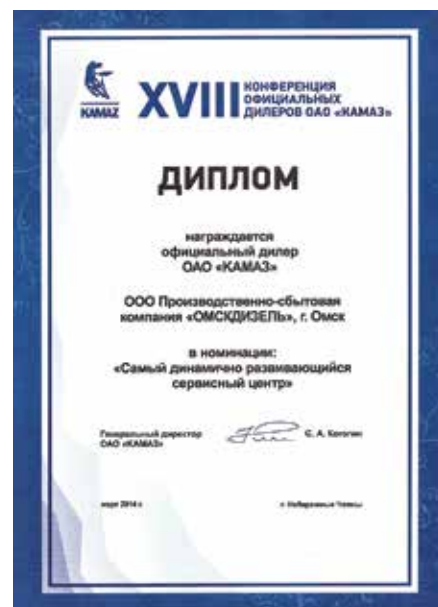 KAMAZ
XVIII
КОНФЕРЕНЦИЯ
ОФИЦИАЛЬНЫХ
ДИЛЕРОВ ОАО «КАМАЗ»
ДИПЛОМ
награждается
официальный дилер
ОАО «КАМАЗ»
ООО Производственно-сбытовая
компания «ОМСКДИЗЕЛЬ», г. Омск
в номинации:
«Самый динамично развивающийся
сервисный центр»
Генеральный директор
ОАО «КАМАЗ»
С. А. Когогин
март 2014 г.
г. Набережные Челны